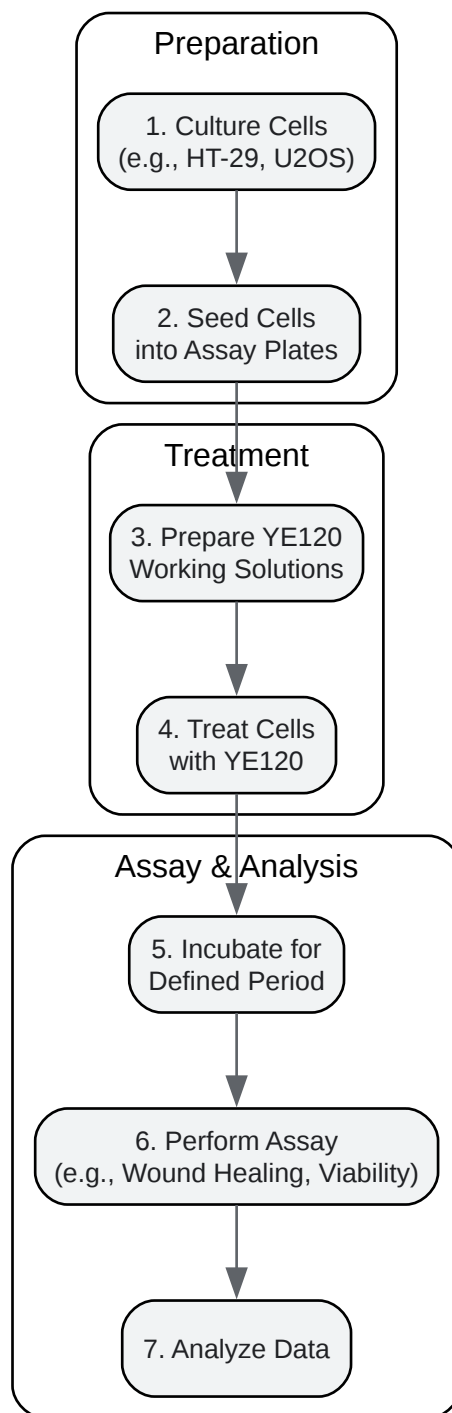 Preparation
1. Culture Cells
(e.g., HT-29, U2OS)
2. Seed Cells
into Assay Plates
Treatment
3. Prepare YE120
Working Solutions
4. Treat Cells
with YE120
Assay & Analysis
5. Incubate for
Defined Period
6. Perform Assay
(e.g., Wound Healing, Viability)
7. Analyze Data